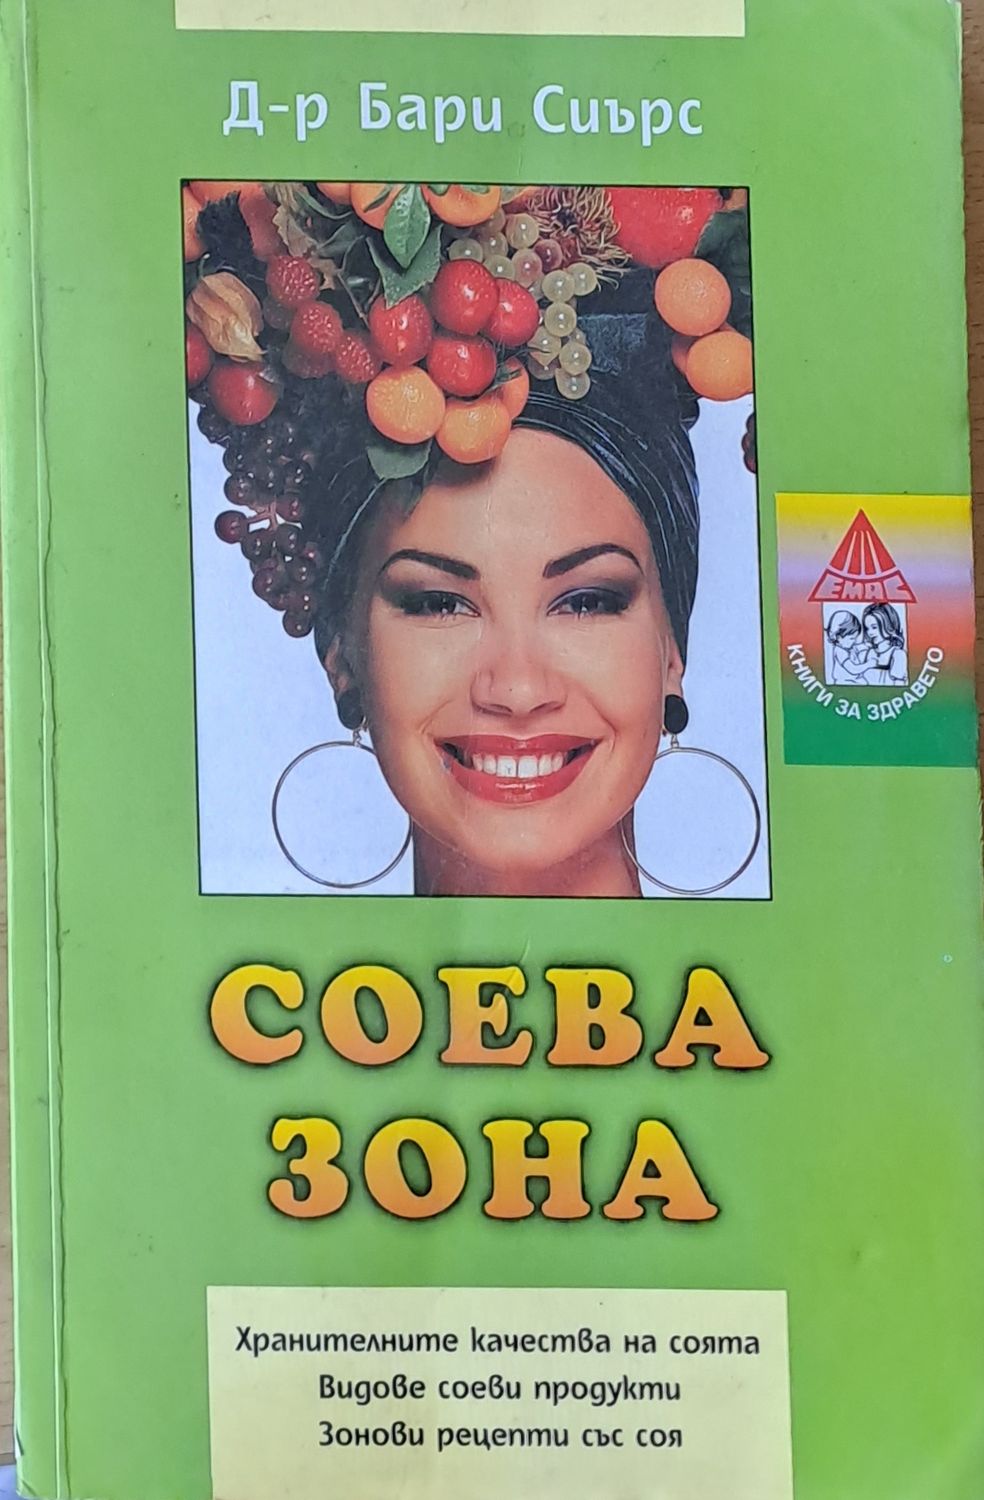 Д-р Бари Сиърс
ЕМАС
КНИГИ ЗА ЗДРАВЕТО
СОЕВА
ЗОНА
Хранителните качества на соята
Видове соеви продукти
Зонови рецепти със соя